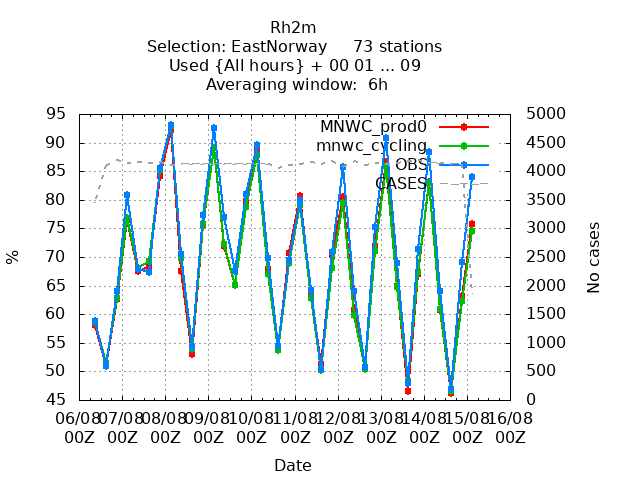 Rh2m
Selection: EastNorway 73 stations
Used {All hours} + 00 01 ... 09
Averaging window: 6h
95 5000
MNWC_prod0
90 4500
mnwc_cycling
85 4000
OBS
CASES
80 3500
75 3000
70 2500
65 2000
60 1500
55 1000
50 500
45 0
% No cases
06/08 07/08 08/08 09/08 10/08 11/08 12/08 13/08 14/08 15/08 16/08
00Z 00Z 00Z 00Z 00Z 00Z 00Z 00Z 00Z 00Z 00Z
Date